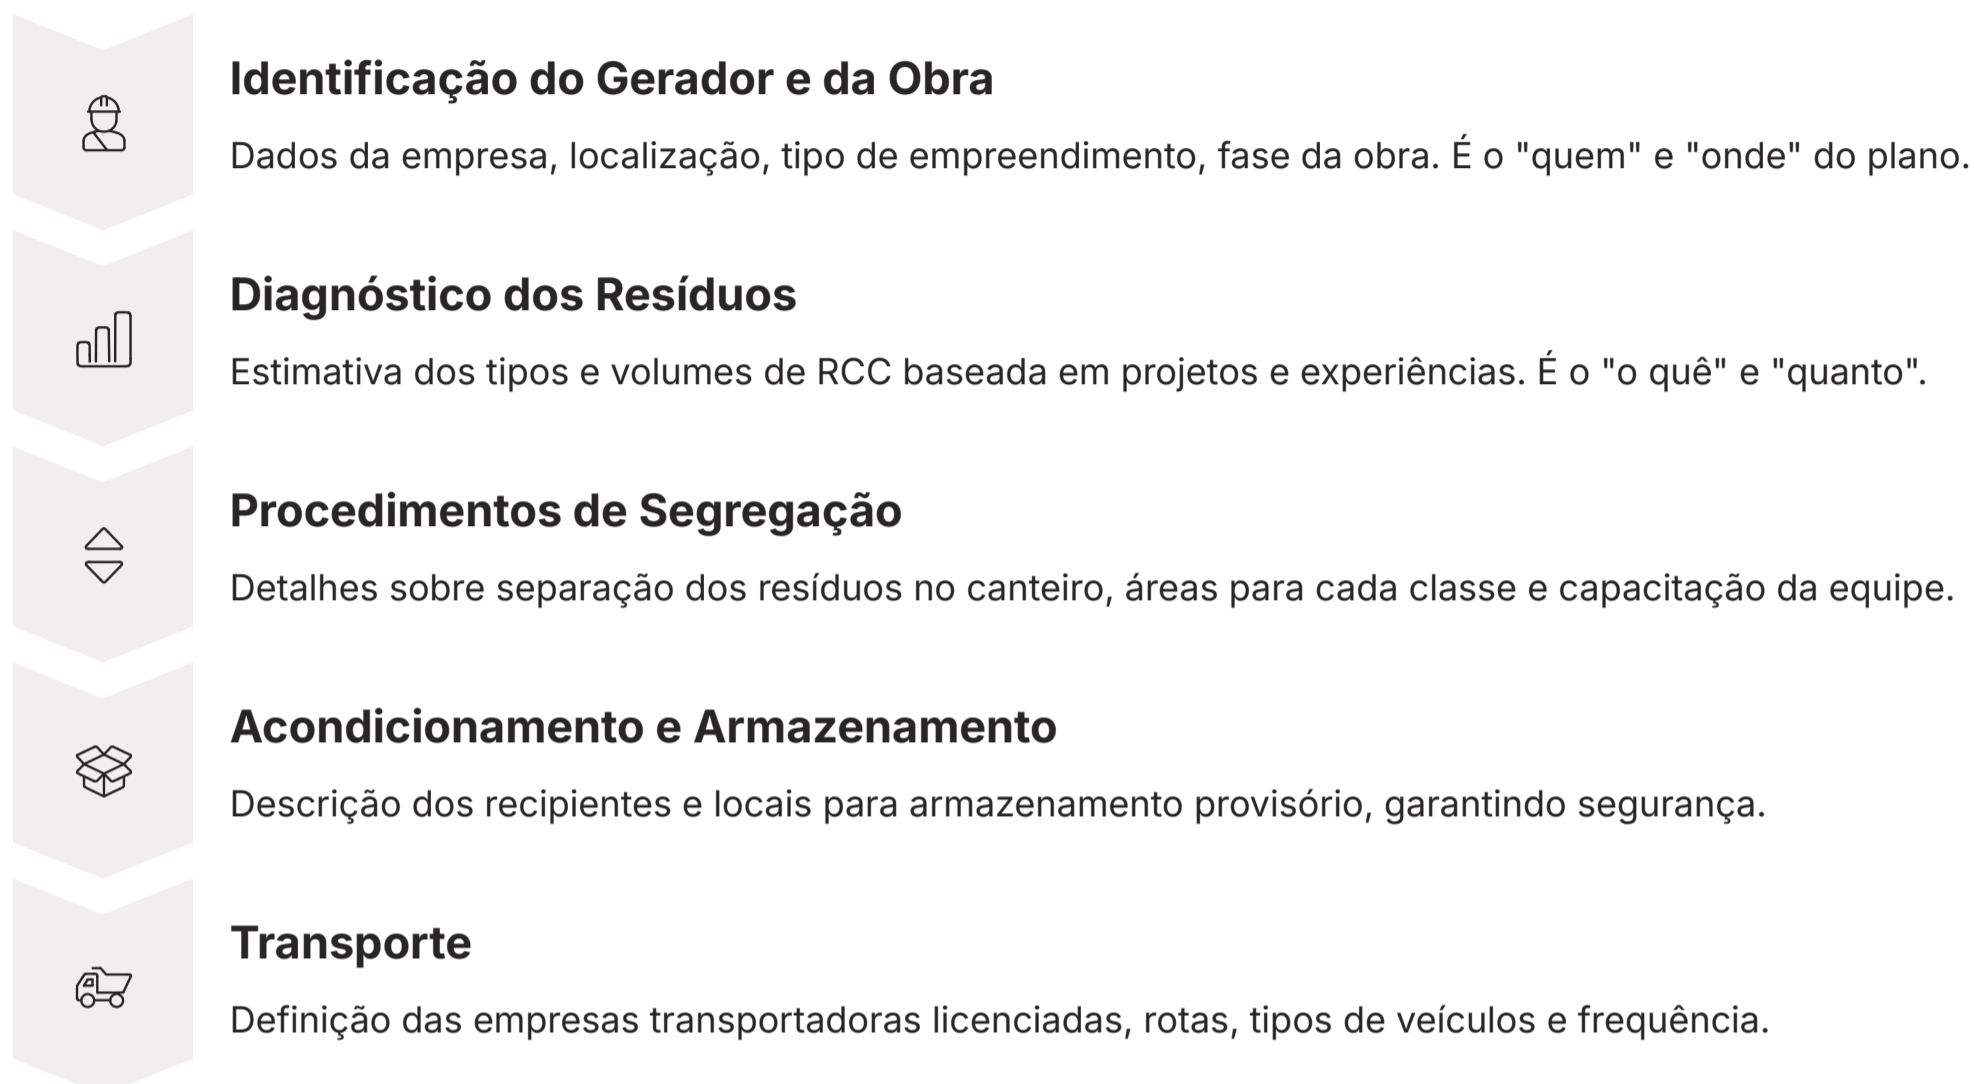 Identificação do Gerador e da Obra
Dados da empresa, localização, tipo de empreendimento, fase da obra. É o "quem" e "onde" do plano.
Diagnóstico dos Resíduos
Estimativa dos tipos e volumes de RCC baseada em projetos e experiências. É o "o quê" e "quanto".
Procedimentos de Segregação
Detalhes sobre separação dos resíduos no canteiro, áreas para cada classe e capacitação da equipe.
Acondicionamento e Armazenamento
Descrição dos recipientes e locais para armazenamento provisório, garantindo segurança.
Transporte
Definição das empresas transportadoras licenciadas, rotas, tipos de veículos e frequência.